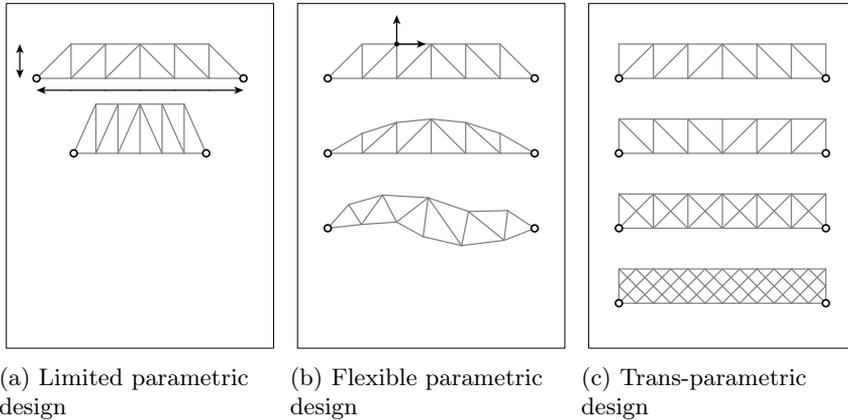 (a) Limited parametric
design
(b) Flexible parametric
design
(c) Trans-parametric
design